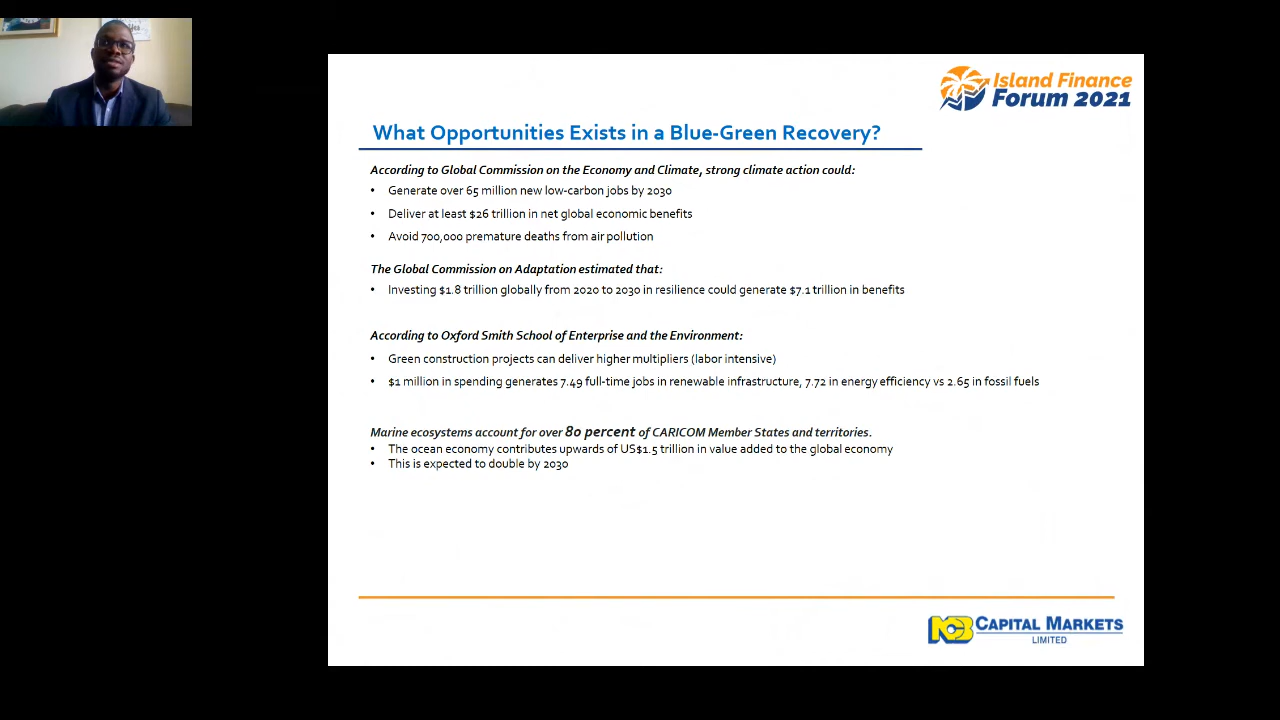 Island Finance
Forum 2021
What Opportunities Exists in a Blue-Green Recovery?
According to Global Commission on the Economy and Climate, strong climate action could:
• Generate over 65 million new low-carbon jobs by 2030
• Deliver at least $26 trillion in net global economic benefits
• Avoid 700,000 premature deaths from air pollution
The Global Commission on Adaptation estimated that:
• Investing $1.8 trillion globally from 2020 to 2030 in resilience could generate $7.1 trillion in benefits
According to Oxford Smith School of Enterprise and the Environment:
• Green construction projects can deliver higher multipliers (labor intensive)
• $1 million in spending generates 7.49 full-time jobs in renewable infrastructure, 7.72 in energy efficiency vs 2.65 in fossil fuels
Marine ecosystems account for over 80 percent of CARICOM Member States and territories.
• The ocean economy contributes upwards of US$1.5 trillion in value added to the global economy
• This is expected to double by 2030
NCB CAPITAL MARKETS
LIMITED